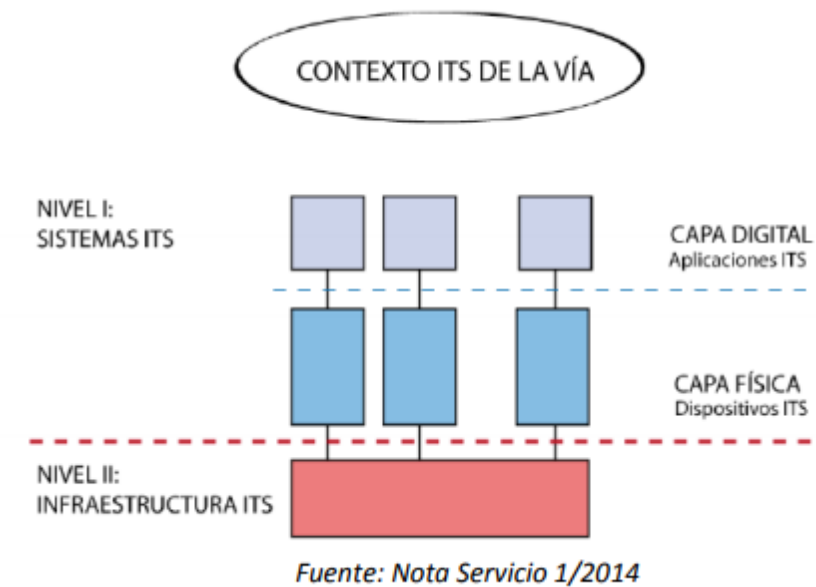 CONTEXTO ITS DE LA VÍA
NIVEL I:
SISTEMAS ITS
CAPA DIGITAL
Aplicaciones ITS
CAPA FÍSICA
Dispositivos ITS
NIVEL II:
INFRAESTRUCTURA ITS
Fuente: Nota Servicio 1/2014